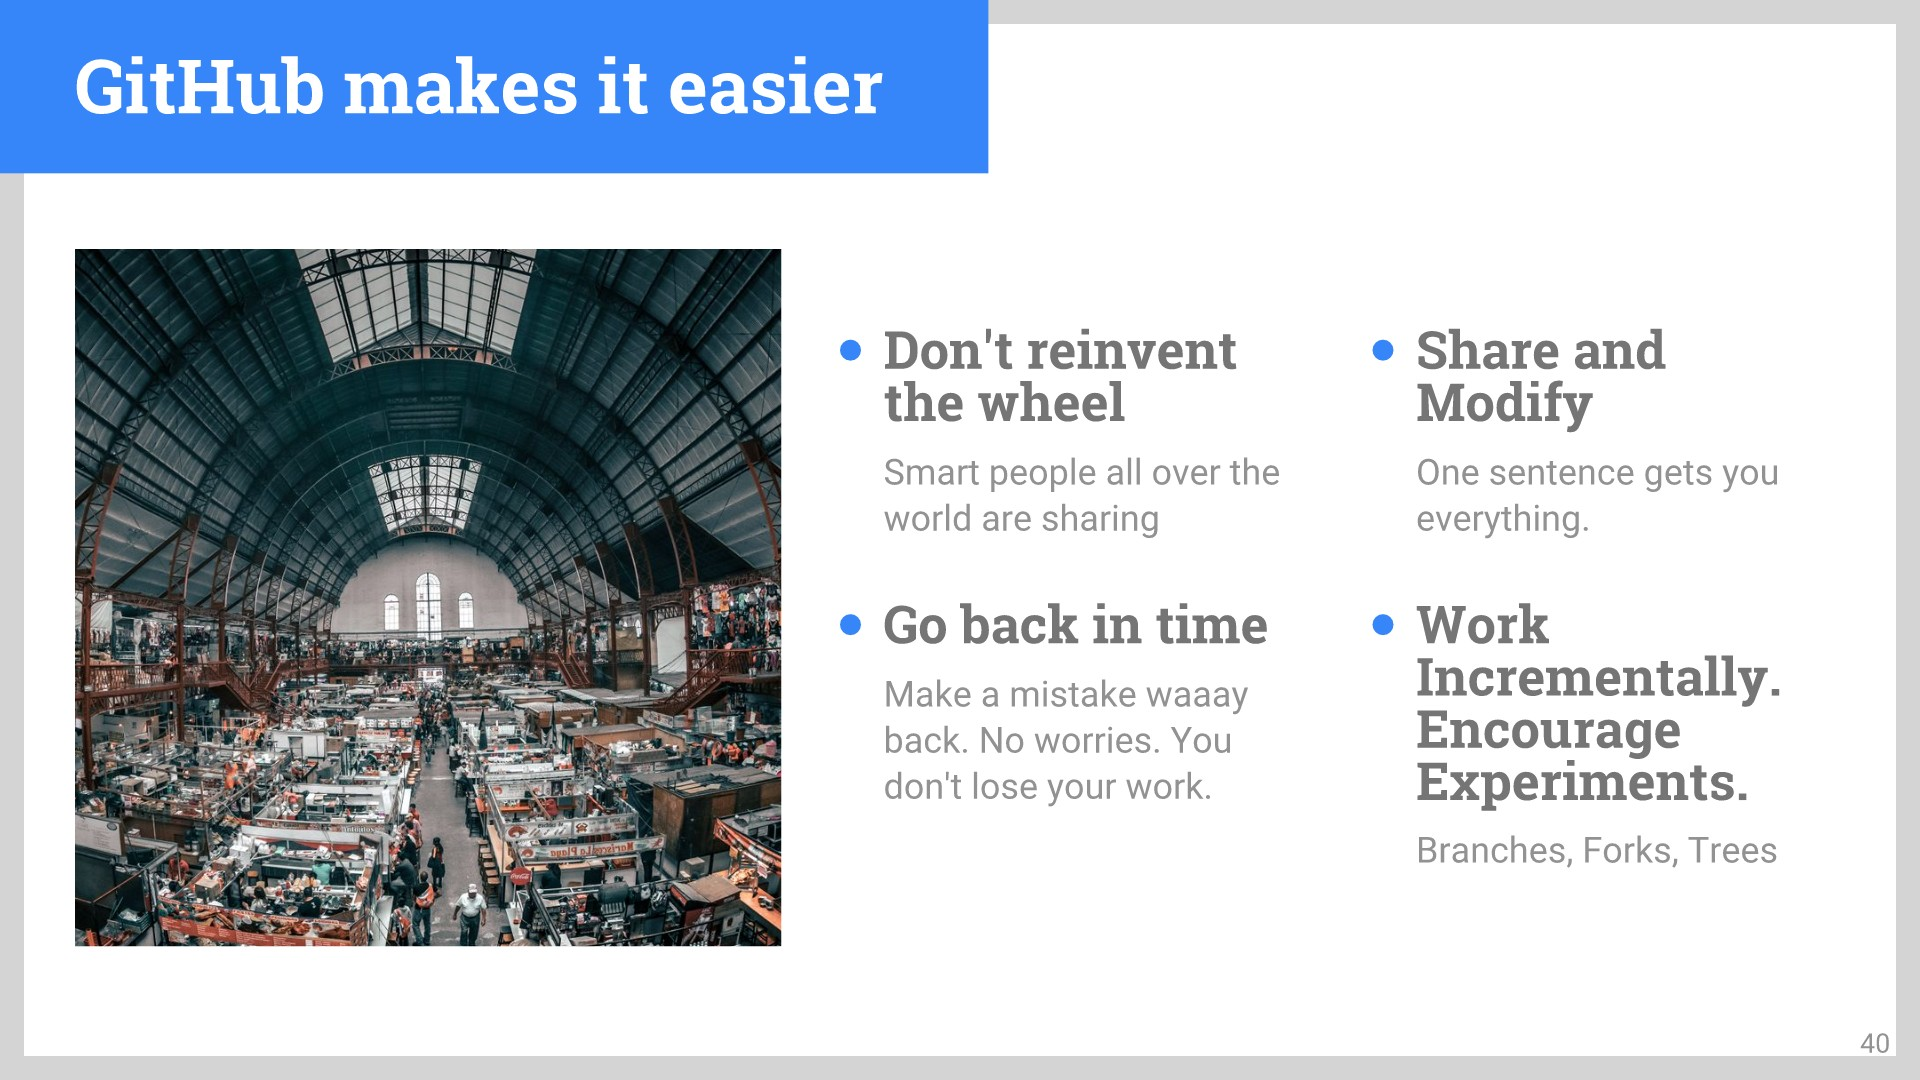 GitHub makes it easier
Don't reinvent
the wheel
Smart people all over the
world are sharing
Go back in time
Make a mistake waaay
back. No worries. You
don't lose your work.
Share and
Modify
One sentence gets you
everything.
Work
Incrementally.
Encourage
Experiments.
Branches, Forks, Trees
40